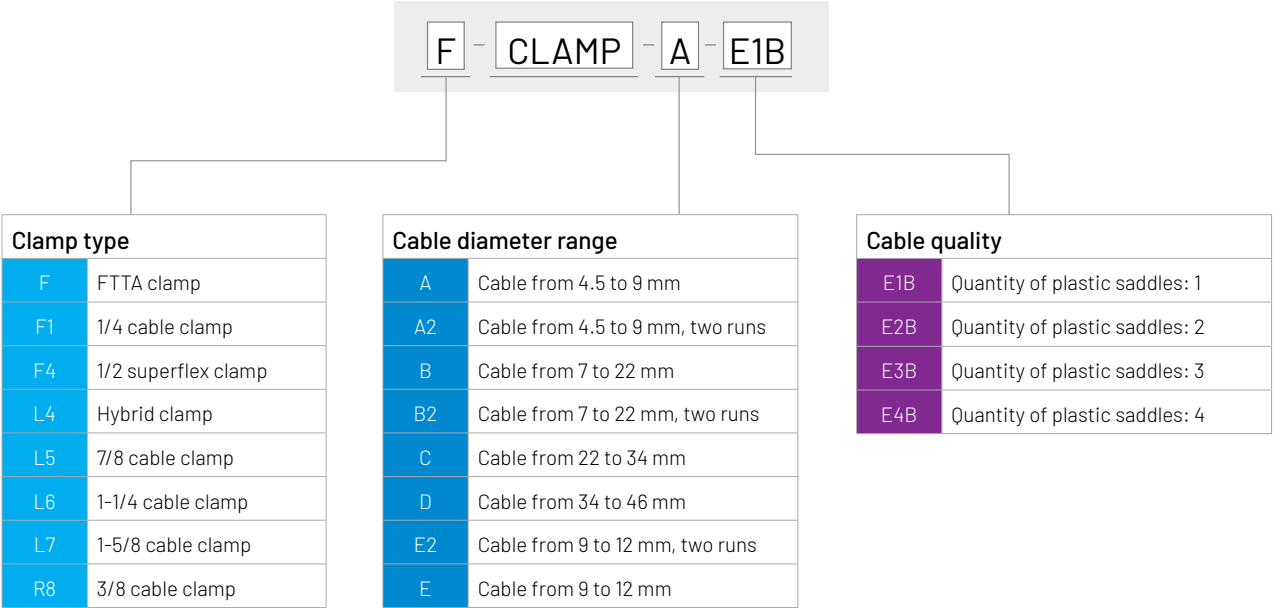 F - CLAMP - A - E1B
Clamp type
F FTTA clamp
F1 1/4 cable clamp
F4 1/2 superflex clamp
L4 Hybrid clamp
L5 7/8 cable clamp
L6 1-1/4 cable clamp
L7 1-5/8 cable clamp
R8 3/8 cable clamp
Cable diameter range
A Cable from 4.5 to 9 mm
A2 Cable from 4.5 to 9 mm, two runs
B Cable from 7 to 22 mm
B2 Cable from 7 to 22 mm, two runs
C Cable from 22 to 34 mm
D Cable from 34 to 46 mm
E2 Cable from 9 to 12 mm, two runs
E Cable from 9 to 12 mm
Cable quality
E1B Quantity of plastic saddles: 1
E2B Quantity of plastic saddles: 2
E3B Quantity of plastic saddles: 3
E4B Quantity of plastic saddles: 4